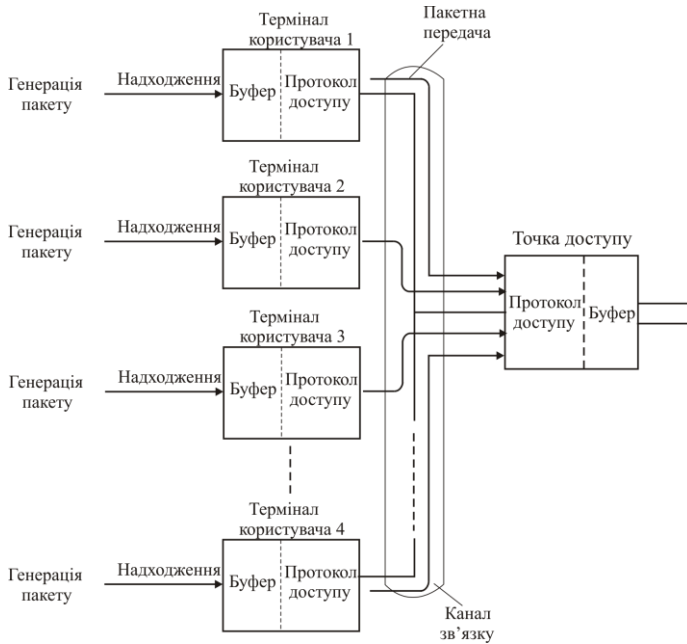 Термінал
користувача 1
Пакетна
передача
Генерація
пакету
Надходження
Буфер
Протокол
доступу
Термінал
користувача 2
Генерація
пакету
Надходження
Буфер
Протокол
доступу
Точка доступу
Протокол
доступу
Буфер
Термінал
користувача 3
Генерація
пакету
Надходження
Буфер
Протокол
доступу
Термінал
користувача 4
Генерація
пакету
Надходження
Буфер
Протокол
доступу
Канал
зв’язку